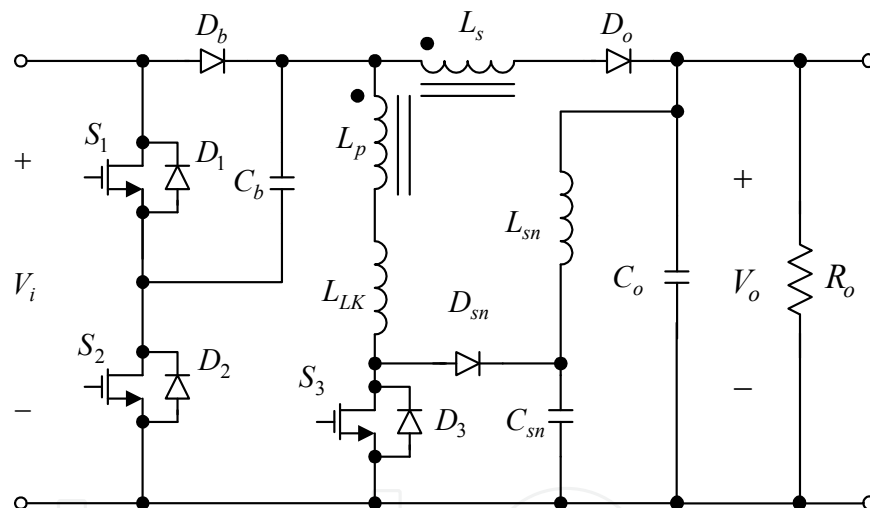 D_b
L_s
D_o
S_1
D_1
L_p
C_b
+
+
L_sn
V_i
L_LK
C_o
V_o
R_o
D_sn
S_2
D_2
S_3
−
−
D_3
C_sn